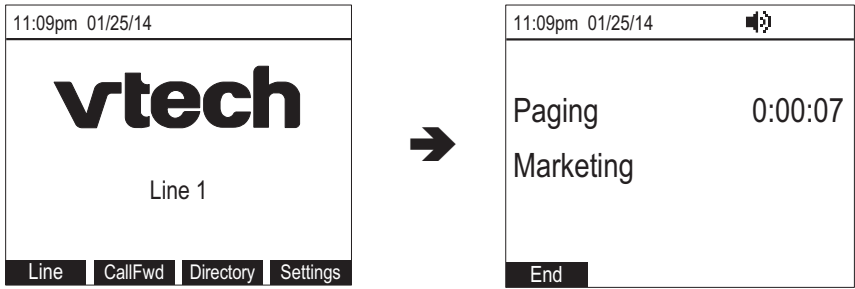 11:09pm 01/25/14
vtech
Line 1
Line CallFwd Directory Settings
11:09pm 01/25/14
Paging 0:00:07
Marketing
End